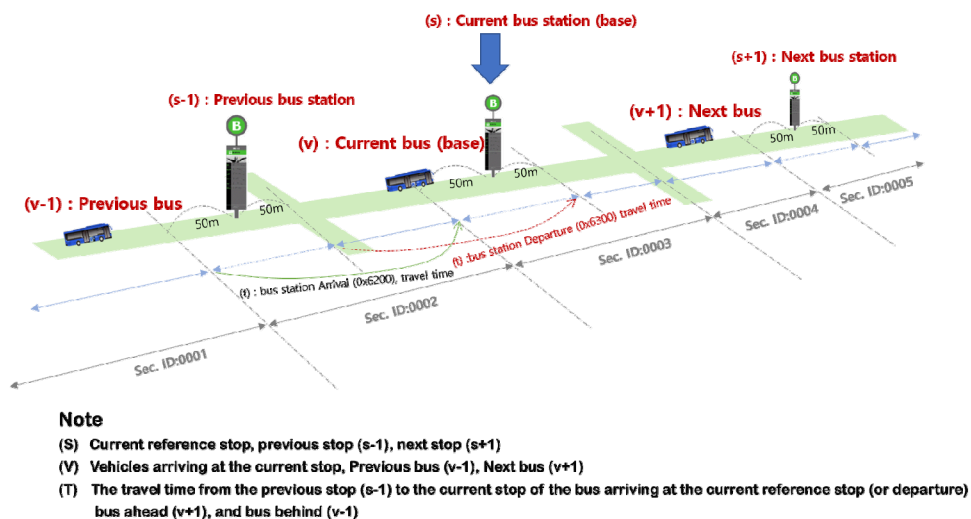 (s) : Current bus station (base)
(s+1) : Next bus station
(s-1) : Previous bus station
(v+1) : Next bus
(v) : Current bus (base)
(v-1) : Previous bus
B
B
B
50m
50m
50m
50m
50m
50m
(t) :bus station Departure (0x6300) travel time
(t) : bus station Arrival (0x6200), travel time
Sec. ID:0001
Sec. ID:0002
Sec. ID:0003
Sec. ID:0004
Sec. ID:0005
Note
(S) Current reference stop, previous stop (s-1), next stop (s+1)
(V) Vehicles arriving at the current stop, Previous bus (v-1), Next bus (v+1)
(T) The travel time from the previous stop (s-1) to the current stop of the bus arriving at the current reference stop (or departure)
bus ahead (v+1), and bus behind (v-1)